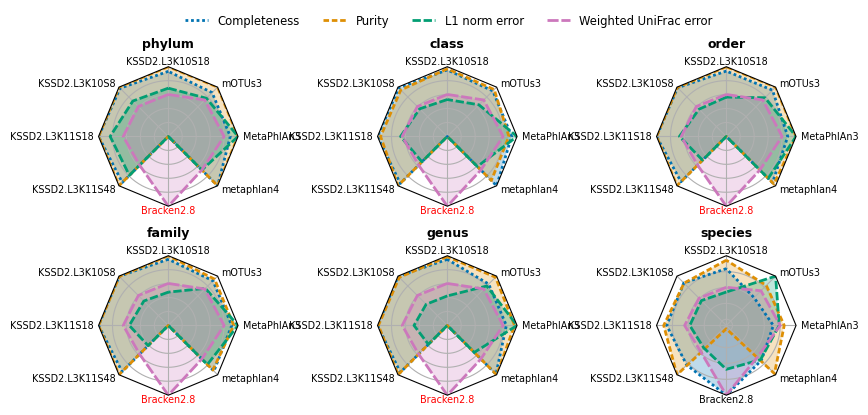 Completeness Purity L1 norm error Weighted UniFrac error
phylum class order
KSSD2.L3K10S18 KSSD2.L3K10S18 KSSD2.L3K10S18
KSSD2.L3K10S8 mOTUs3 KSSD2.L3K10S8 mOTUs3 KSSD2.L3K10S8 mOTUs3
KSSD2.L3K11S18 MetaPhlAn3 KSSD2.L3K11S18 MetaPhlAn3 KSSD2.L3K11S18 MetaPhlAn3
KSSD2.L3K11S48 metaphlan4 KSSD2.L3K11S48 metaphlan4 KSSD2.L3K11S48 metaphlan4
Bracken2.8 Bracken2.8 Bracken2.8
family genus species
KSSD2.L3K10S18 KSSD2.L3K10S18 KSSD2.L3K10S18
KSSD2.L3K10S8 mOTUs3 KSSD2.L3K10S8 mOTUs3 KSSD2.L3K10S8 mOTUs3
KSSD2.L3K11S18 MetaPhlAn3 KSSD2.L3K11S18 MetaPhlAn3 KSSD2.L3K11S18 MetaPhlAn3
KSSD2.L3K11S48 metaphlan4 KSSD2.L3K11S48 metaphlan4 KSSD2.L3K11S48 metaphlan4
Bracken2.8 Bracken2.8 Bracken2.8